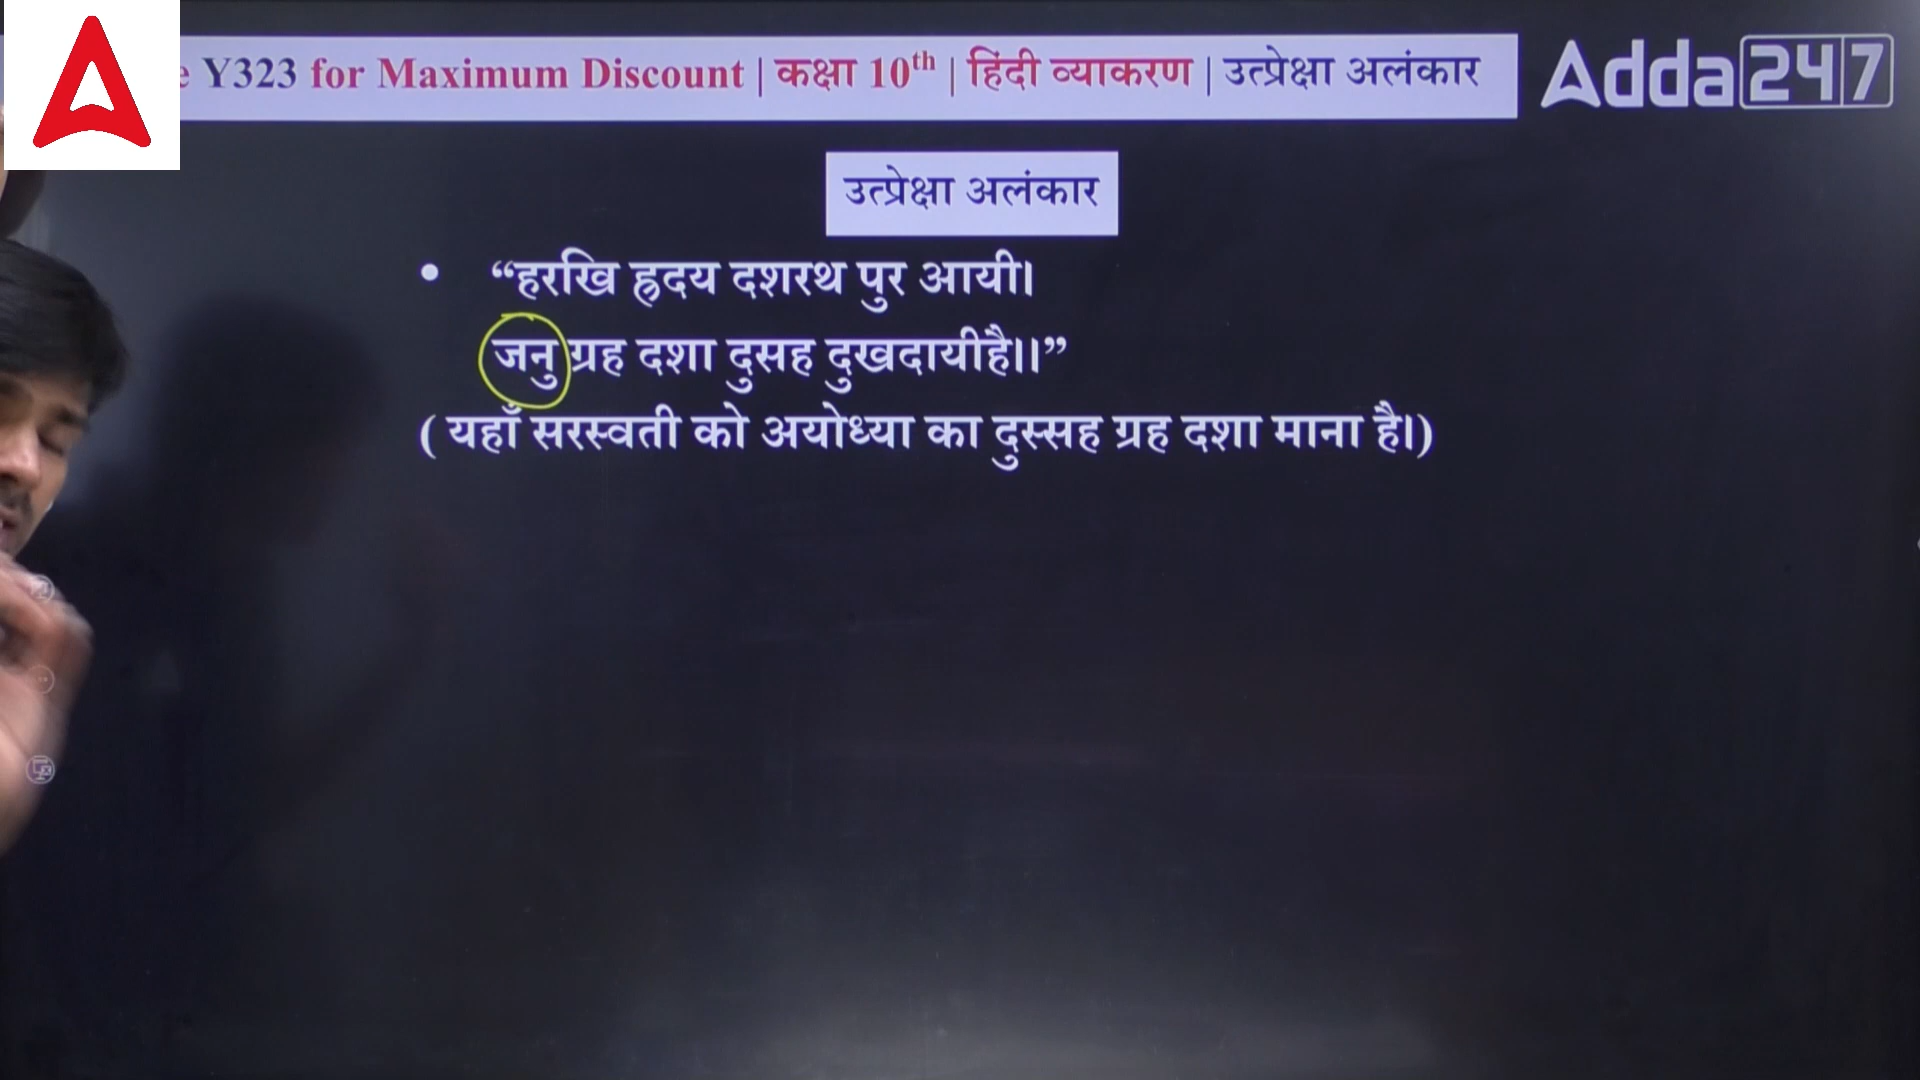 Y323 for Maximum Discount | कक्षा 10th | हिंदी व्याकरण | उत्प्रेक्षा अलंकार
Adda247
उत्प्रेक्षा अलंकार
• “हरखि ह्रदय दशरथ पुर आयी।
जनु ग्रह दशा दुसह दुखदायीहै।।”
( यहाँ सरस्वती को अयोध्या का दुस्सह ग्रह दशा माना है।)